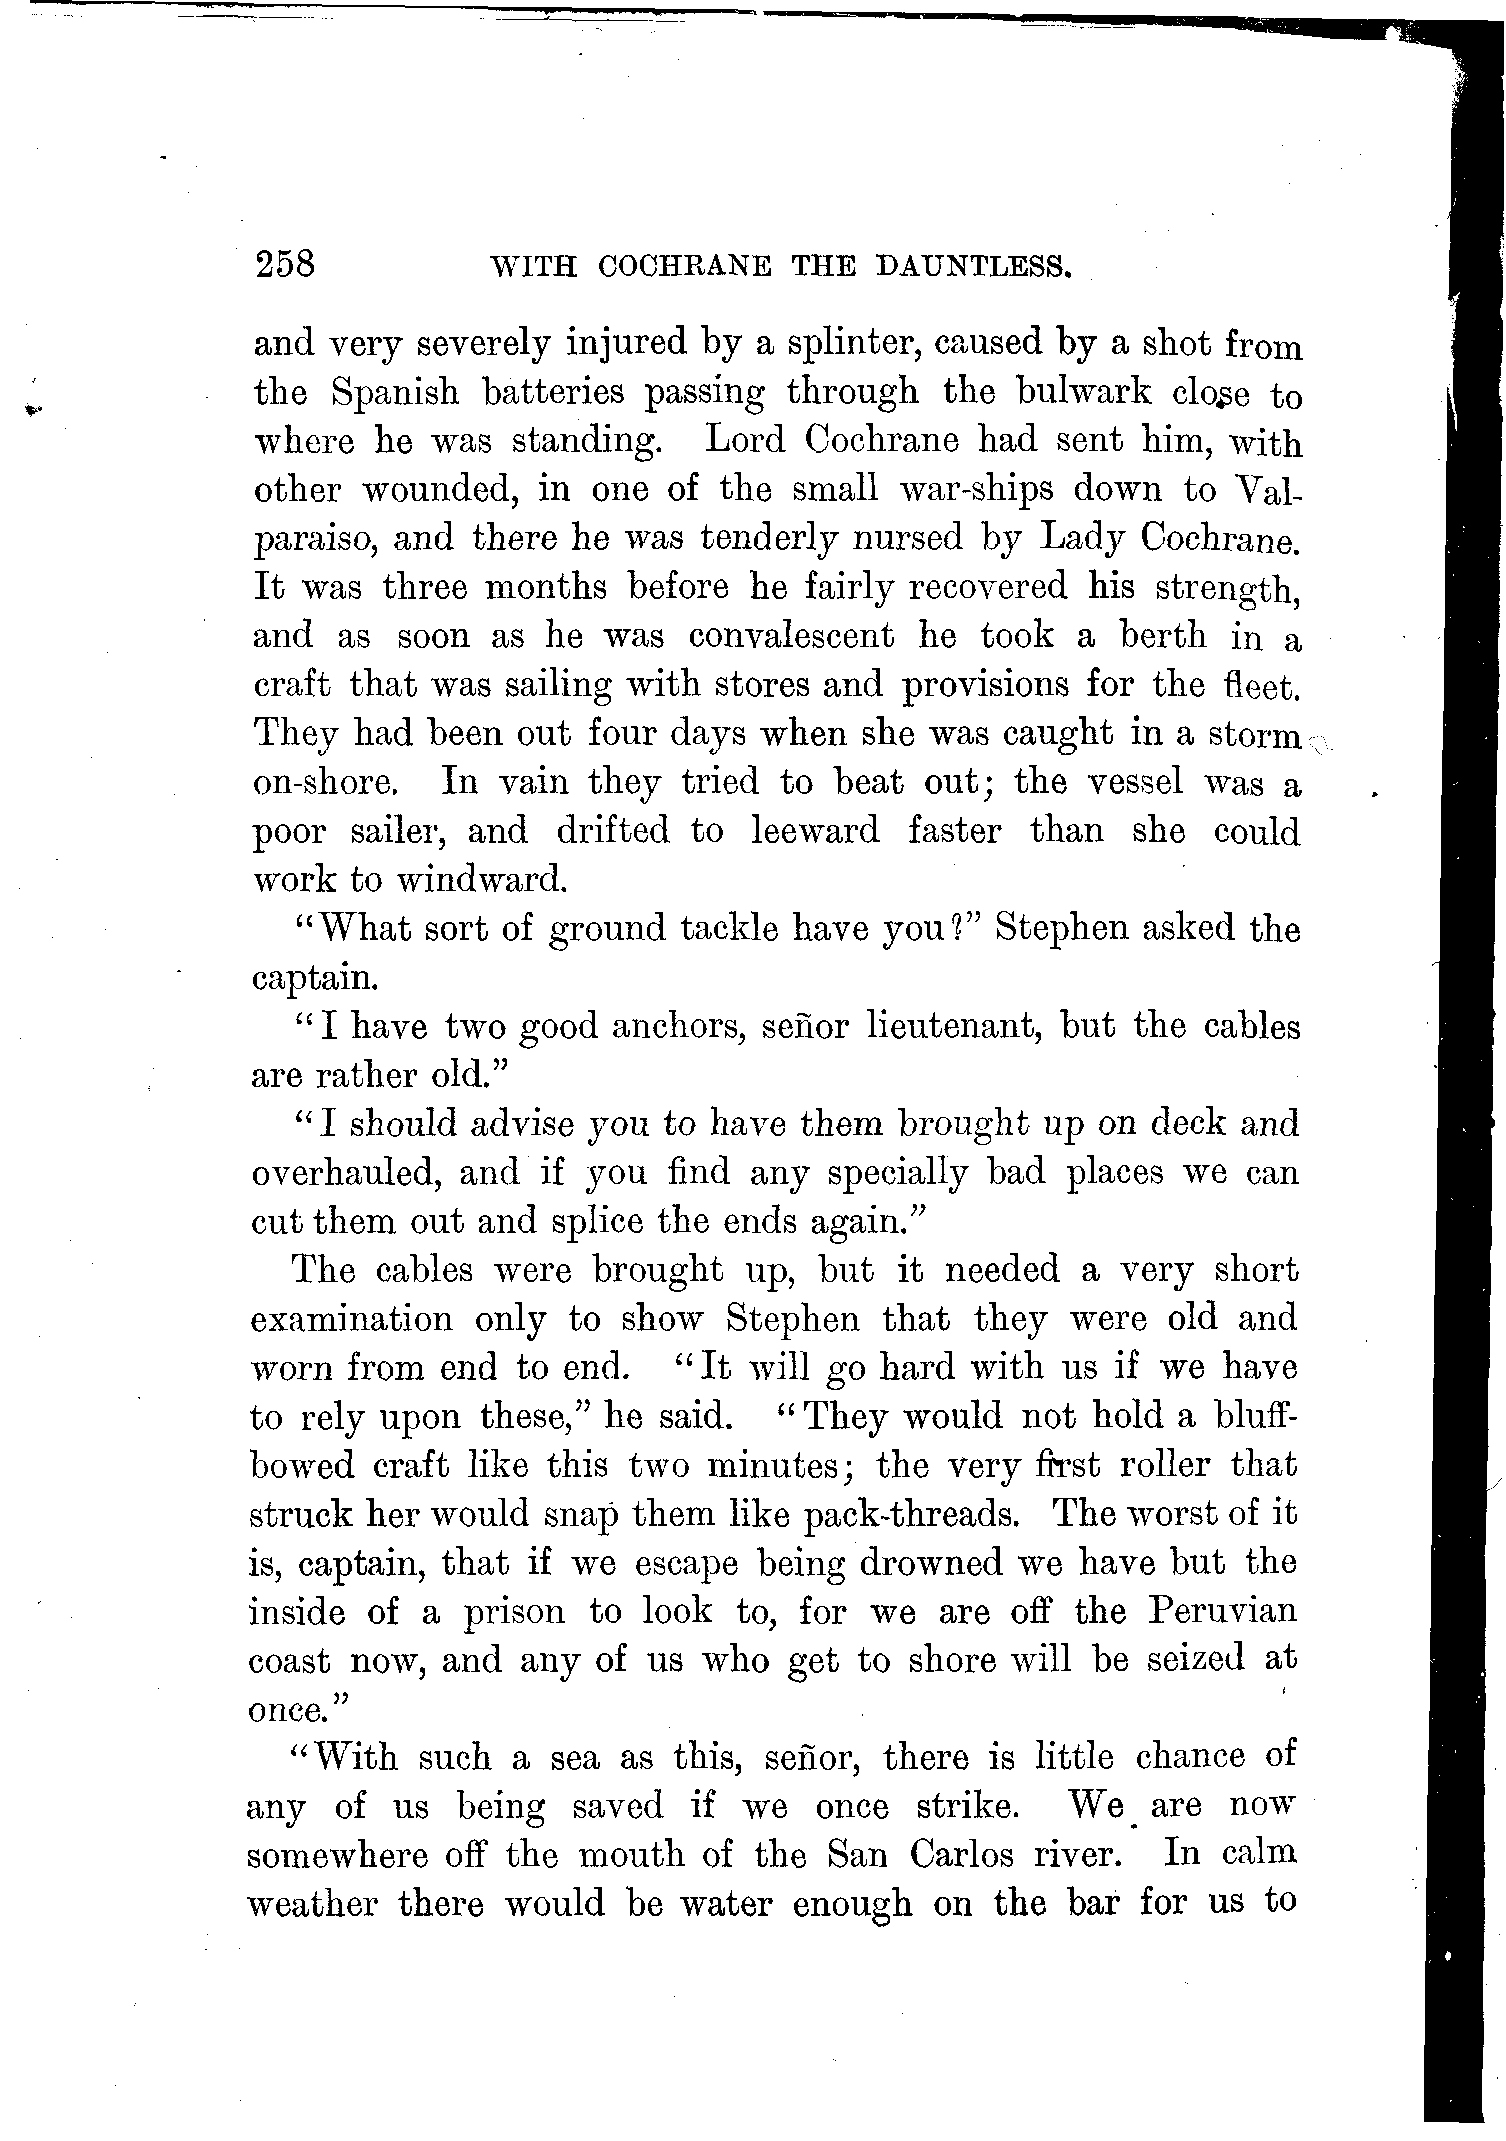 258 WITH COCHRANE THE DAUNTLESS.
and very severely injured by a splinter, caused by a shot from
the Spanish batteries passing through the bulwark close to
where he was standing. Lord Cochrane had sent him, with
other wounded, in one of the small war-ships down to Val-
paraiso, and there he was tenderly nursed by Lady Cochrane.
It was three months before he fairly recovered his strength,
and as soon as he was convalescent he took a berth in a
craft that was sailing with stores and provisions for the fleet.
They had been out four days when she was caught in a storm
on-shore. In vain they tried to beat out; the vessel was a
poor sailer, and drifted to leeward faster than she could
work to windward.
"What sort of ground tackle have you?" Stephen asked the
captain.
"I have two good anchors, señor lieutenant, but the cables
are rather old."
"I should advise you to have them brought up on deck and
overhauled, and if you find any specially bad places we can
cut them out and splice the ends again."
The cables were brought up, but it needed a very short
examination only to show Stephen that they were old and
worn from end to end. "It will go hard with us if we have
to rely upon these," he said. "They would not hold a bluff-
bowed craft like this two minutes; the very first roller that
struck her would snap them like pack-threads. The worst of it
is, captain, that if we escape being drowned we have but the
inside of a prison to look to, for we are off the Peruvian
coast now, and any of us who get to shore will be seized at
once."
"With such a sea as this, señor, there is little chance of
any of us being saved if we once strike. We are now
somewhere off the mouth of the San Carlos river. In calm
weather there would be water enough on the bar for us to